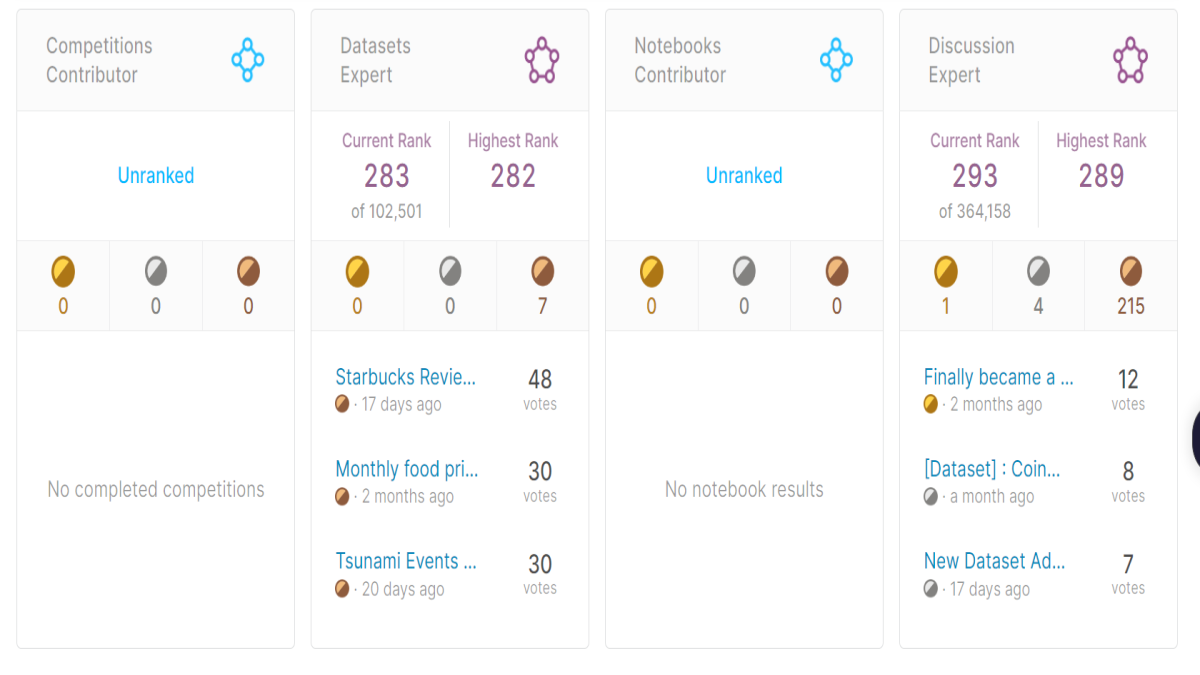 Competitions
Contributor
Unranked
0
0
0
No completed competitions
Datasets
Expert
Current Rank
283
of 102,501
Highest Rank
282
0
0
7
Starbucks Revie...
48
· 17 days ago
votes
Monthly food pri...
30
· 2 months ago
votes
Tsunami Events ...
30
· 20 days ago
votes
Notebooks
Contributor
Unranked
0
0
0
No notebook results
Discussion
Expert
Current Rank
293
of 364,158
Highest Rank
289
1
4
215
Finally became a ...
12
· 2 months ago
votes
[Dataset] : Coin...
8
· a month ago
votes
New Dataset Ad...
7
· 17 days ago
votes